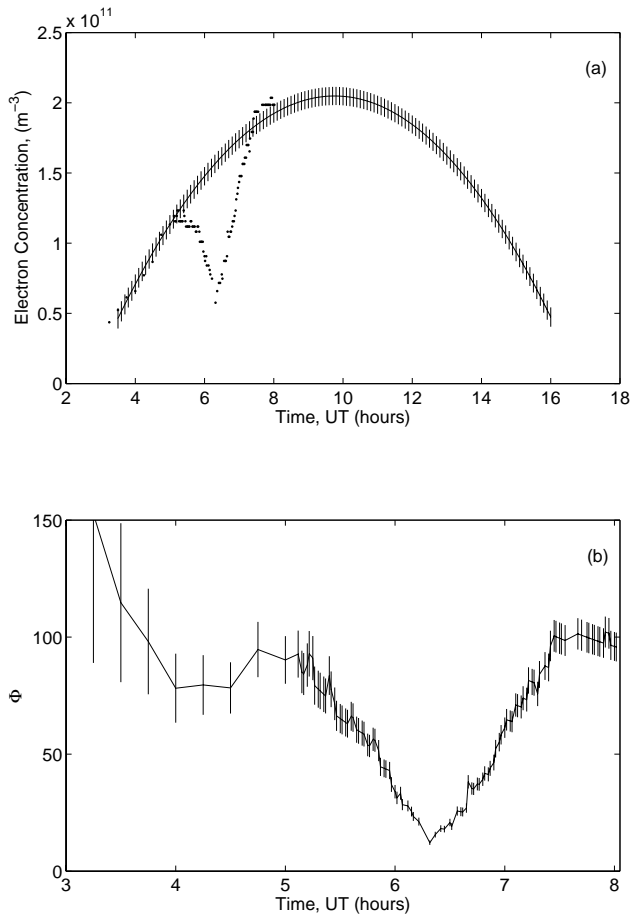 x 10^11
2.5
(a)
2
1.5
1
0.5
0
Electron Concentration, (m^−3)
2 4 6 8 10 12 14 16 18
Time, UT (hours)
150
(b)
100
50
0
Φ
3 4 5 6 7 8
Time, UT (hours)